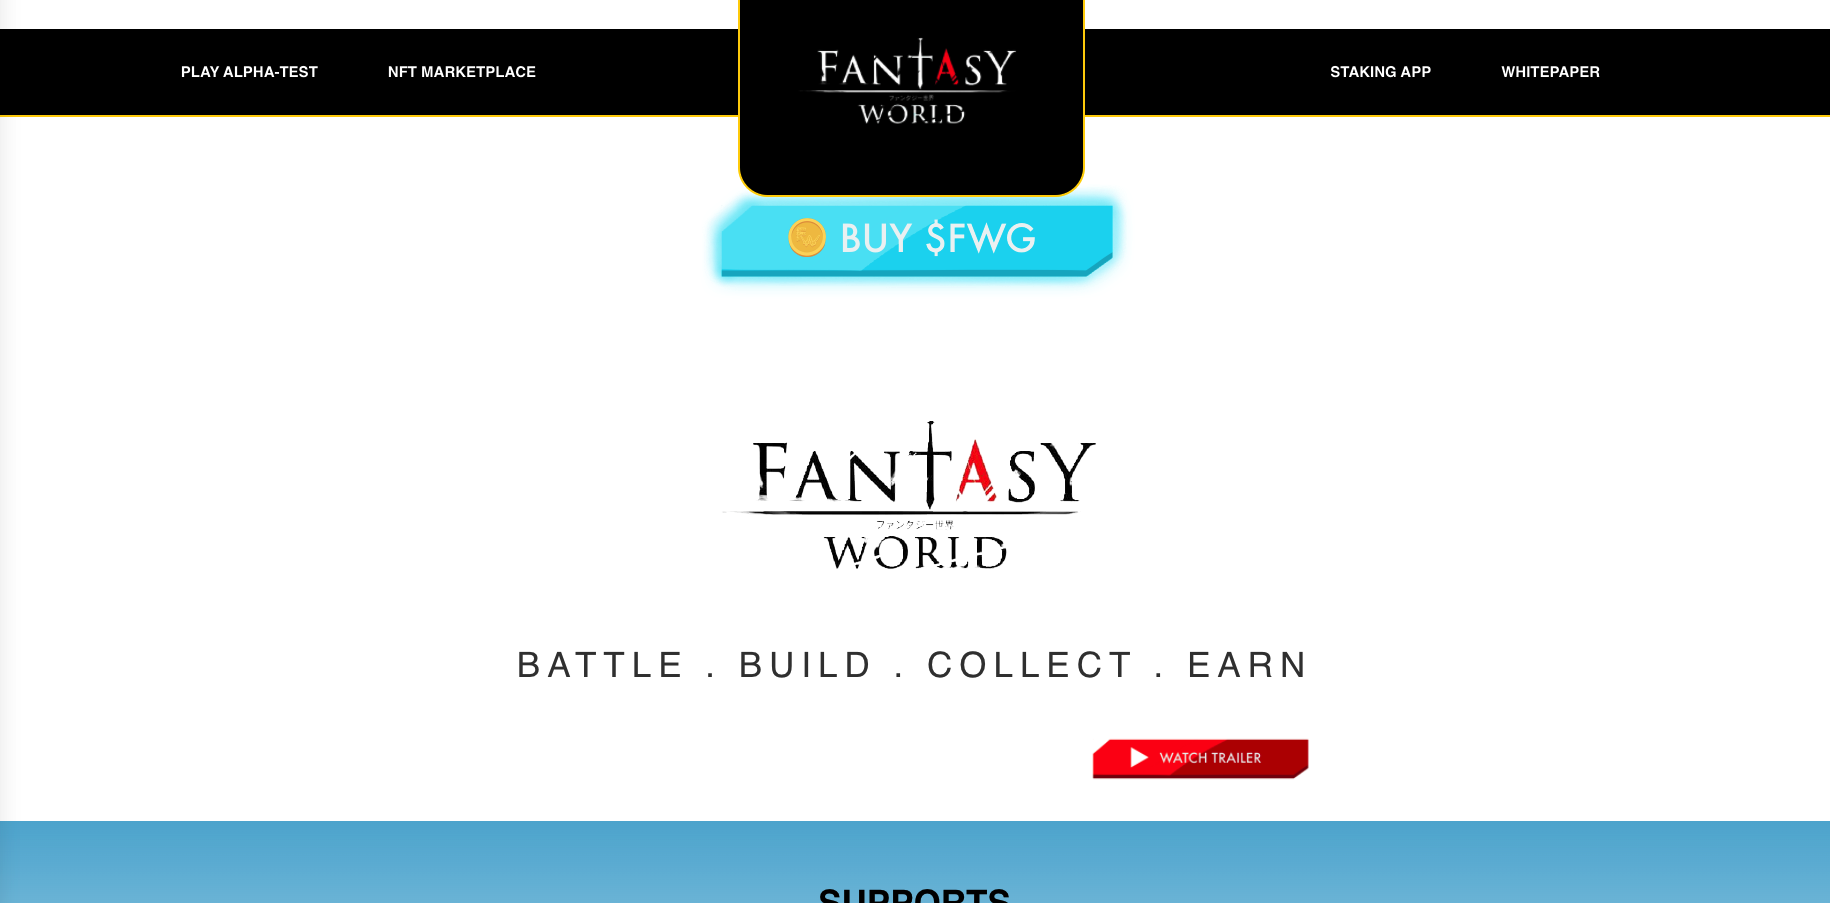 PLAY ALPHA-TEST
NFT MARKETPLACE
FANTASY
ファンタジー世界
WORLD
STAKING APP
WHITEPAPER
FW BUY $FWG
FANTASY
ファンタジー世界
WORLD
BATTLE . BUILD . COLLECT . EARN
WATCH TRAILER
SUPPORTS